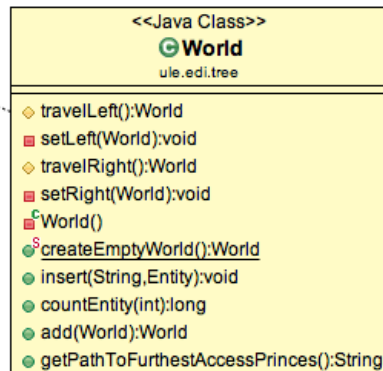 <<Java Class>>
World
ule.edi.tree
travelLeft():World
setLeft(World):void
travelRight():World
setRight(World):void
World()
createEmptyWorld():World
insert(String,Entity):void
countEntity(int):long
add(World):World
getPathToFurthestAccessPrinces():String